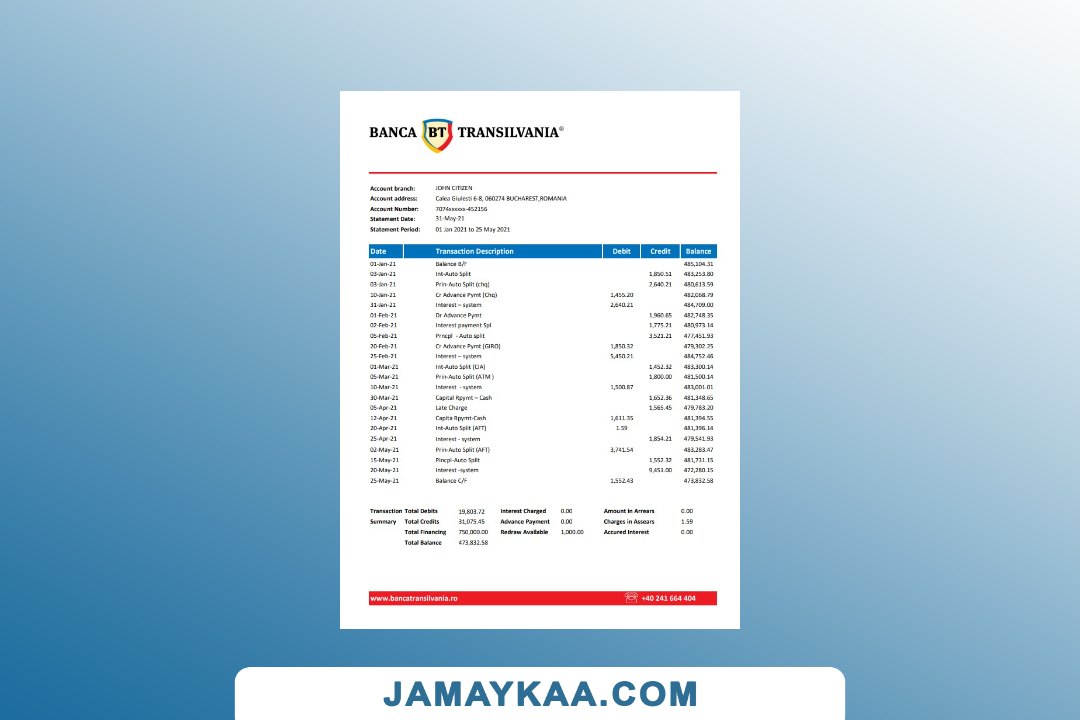 BANCA BT TRANSILVANIA®
Account branch: JOHN CITIZEN
Account address: Calea Giulesti 6-8, 060274 BUCHAREST,ROMANIA
Account Number: 7074xxxxxx-452156
Statement Date: 31-May-21
Statement Period: 01 Jan 2021 to 25 May 2021
Date Transaction Description Debit Credit Balance
01-Jan-21 Balance B/F 485,104.31
03-Jan-21 Int-Auto Split 1,850.51 483,253.80
03-Jan-21 Prin-Auto Split (chq) 2,640.21 480,613.59
10-Jan-21 Cr Advance Pymt (Chq) 1,455.20 482,068.79
31-Jan-21 Interest – system 2,640.21 484,709.00
01-Feb-21 Dr Advance Pymt 1,960.65 482,748.35
02-Feb-21 Interest payment Spl 1,775.21 480,973.14
05-Feb-21 Prncpl - Auto split 3,521.21 477,451.93
20-Feb-21 Cr Advance Pymt (GIRO) 1,850.32 479,302.25
25-Feb-21 Interest – system 5,450.21 484,752.46
01-Mar-21 Int-Auto Split (CIA) 1,452.32 483,300.14
05-Mar-21 Prin-Auto Split (ATM ) 1,800.00 481,500.14
10-Mar-21 Interest - system 1,500.87 483,001.01
30-Mar-21 Capital Rpymt – Cash 1,652.36 481,348.65
05-Apr-21 Late Charge 1,565.45 479,783.20
12-Apr-21 Capita Rpymt-Cash 1,611.35 481,394.55
20-Apr-21 Int-Auto Split (AFT) 1.59 481,396.14
25-Apr-21 Interest - system 1,854.21 479,541.93
02-May-21 Prin-Auto Split (AFT) 3,741.54 483,283.47
15-May-21 Pincpl-Auto Split 1,552.32 481,731.15
20-May-21 Interest -system 9,451.00 472,280.15
25-May-21 Balance C/F 1,552.43 473,832.58
Transaction Total Debits 19,803.72 Interest Charged 0.00 Amount in Arrears 0.00
Summary Total Credits 31,075.45 Advance Payment 0.00 Charges in Assears 1.59
Total Financing 750,000.00 Redraw Available 1,000.00 Accured Interest 0.00
Total Balance 473,832.58
www.bancatransilvania.ro +40 241 664 404
JAMAYKAA.COM